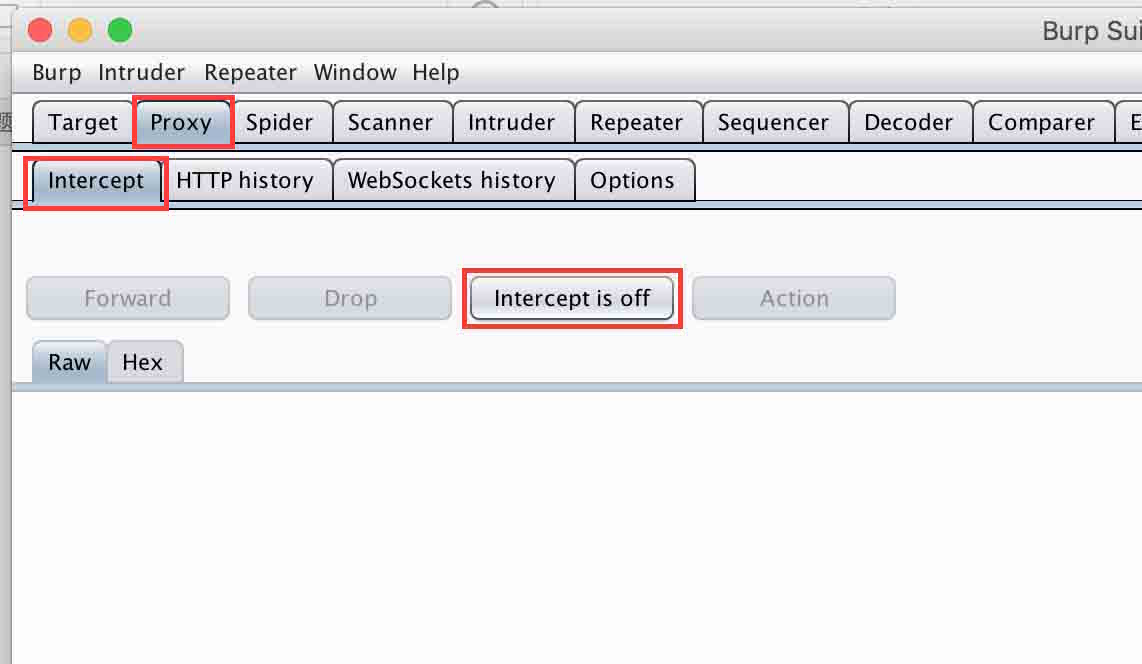 Burp Sui
Burp Intruder Repeater Window Help
题
Target Proxy Spider Scanner Intruder Repeater Sequencer Decoder Comparer E
Intercept HTTP history WebSockets history Options
Forward Drop Intercept is off Action
Raw Hex